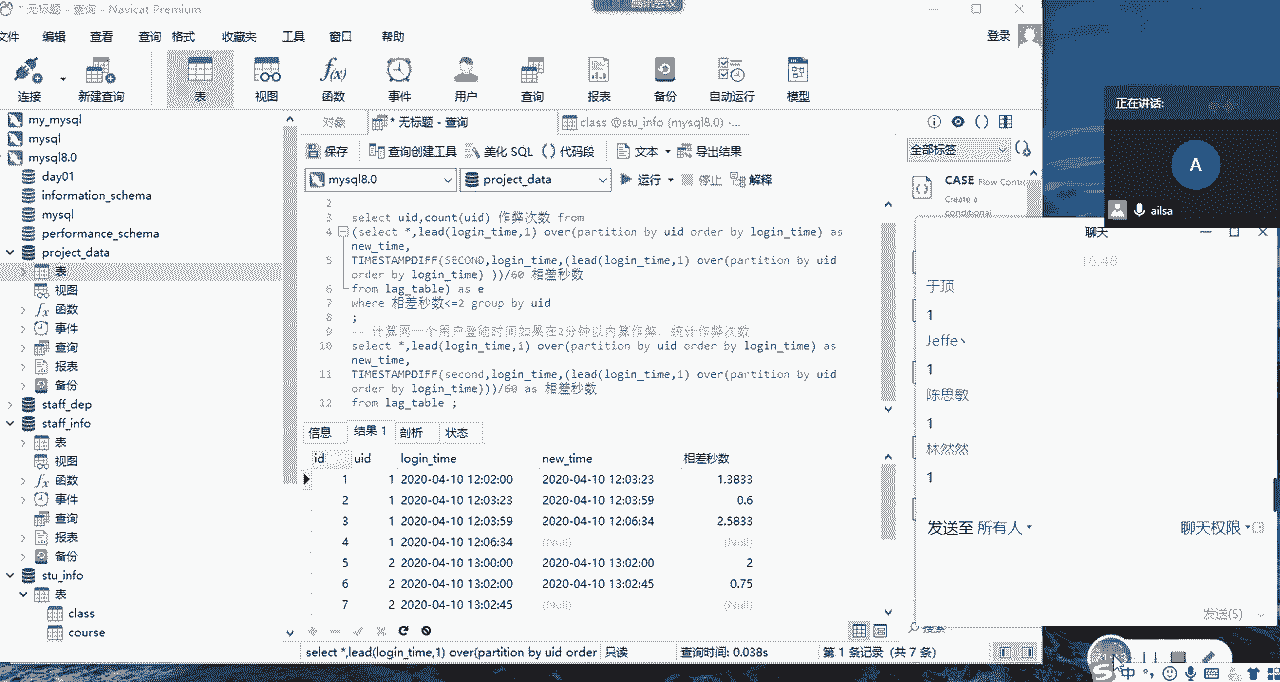 * 无标题 - 查询 - Navicat Premium
文件 编辑 查看 查询 格式 收藏夹 工具 窗口 帮助
登录
连接 新建查询 表 视图 函数 事件 用户 查询 报表 备份 自动运行 模型
my_mysql
mysql
mysql8.0
day01
information_schema
mysql
performance_schema
project_data
表
视图
函数
事件
查询
报表
备份
staff_dep
staff_info
表
视图
函数
事件
查询
报表
备份
stu_info
表
class
course
对象 * 无标题 - 查询 class @stu_info (mysql8.0) -...
保存 查询创建工具 美化 SQL () 代码段 文本 导出结果
mysql8.0 project_data 运行 停止 解释
2
3 select uid,count(uid) 作弊次数 from
4 (select *,lead(login_time,1) over(partition by uid order by login_time) as
new_time,
5 TIMESTAMPDIFF(SECOND,login_time,(lead(login_time,1) over(partition by uid
order by login_time) ))/60 相差秒数
6 from lag_table) as e
7 where 相差秒数<=2 group by uid
8 ;
9 -- 计算同一个用户登陆时间如果在2分钟以内算作弊，统计作弊次数
10 select *,lead(login_time,1) over(partition by uid order by login_time) as
new_time,
11 TIMESTAMPDIFF(second,login_time,(lead(login_time,1) over(partition by uid
order by login_time)))/60 as 相差秒数
12 from lag_table ;
信息 结果 1 剖析 状态
id uid login_time new_time 相差秒数
1 1 2020-04-10 12:02:00 2020-04-10 12:03:23 1.3833
2 1 2020-04-10 12:03:23 2020-04-10 12:03:59 0.6
3 1 2020-04-10 12:03:59 2020-04-10 12:06:34 2.5833
4 1 2020-04-10 12:06:34 (Null) (Null)
5 2 2020-04-10 13:00:00 2020-04-10 13:02:00 2
6 2 2020-04-10 13:02:00 2020-04-10 13:02:45 0.75
7 2 2020-04-10 13:02:45 (Null) (Null)
select *,lead(login_time,1) over(partition by uid order 只读 查询时间: 0.038s 第 1 条记录 (共 7 条)
全部标签
CASE Flow Cont
Create a
conditional
搜索
正在讲话:
A
ailsa
聊天
16:48
于顶
1
Jeffe、
1
陈思敏
1
林然然
1
发送至 所有人
聊天权限
发送(S)
中